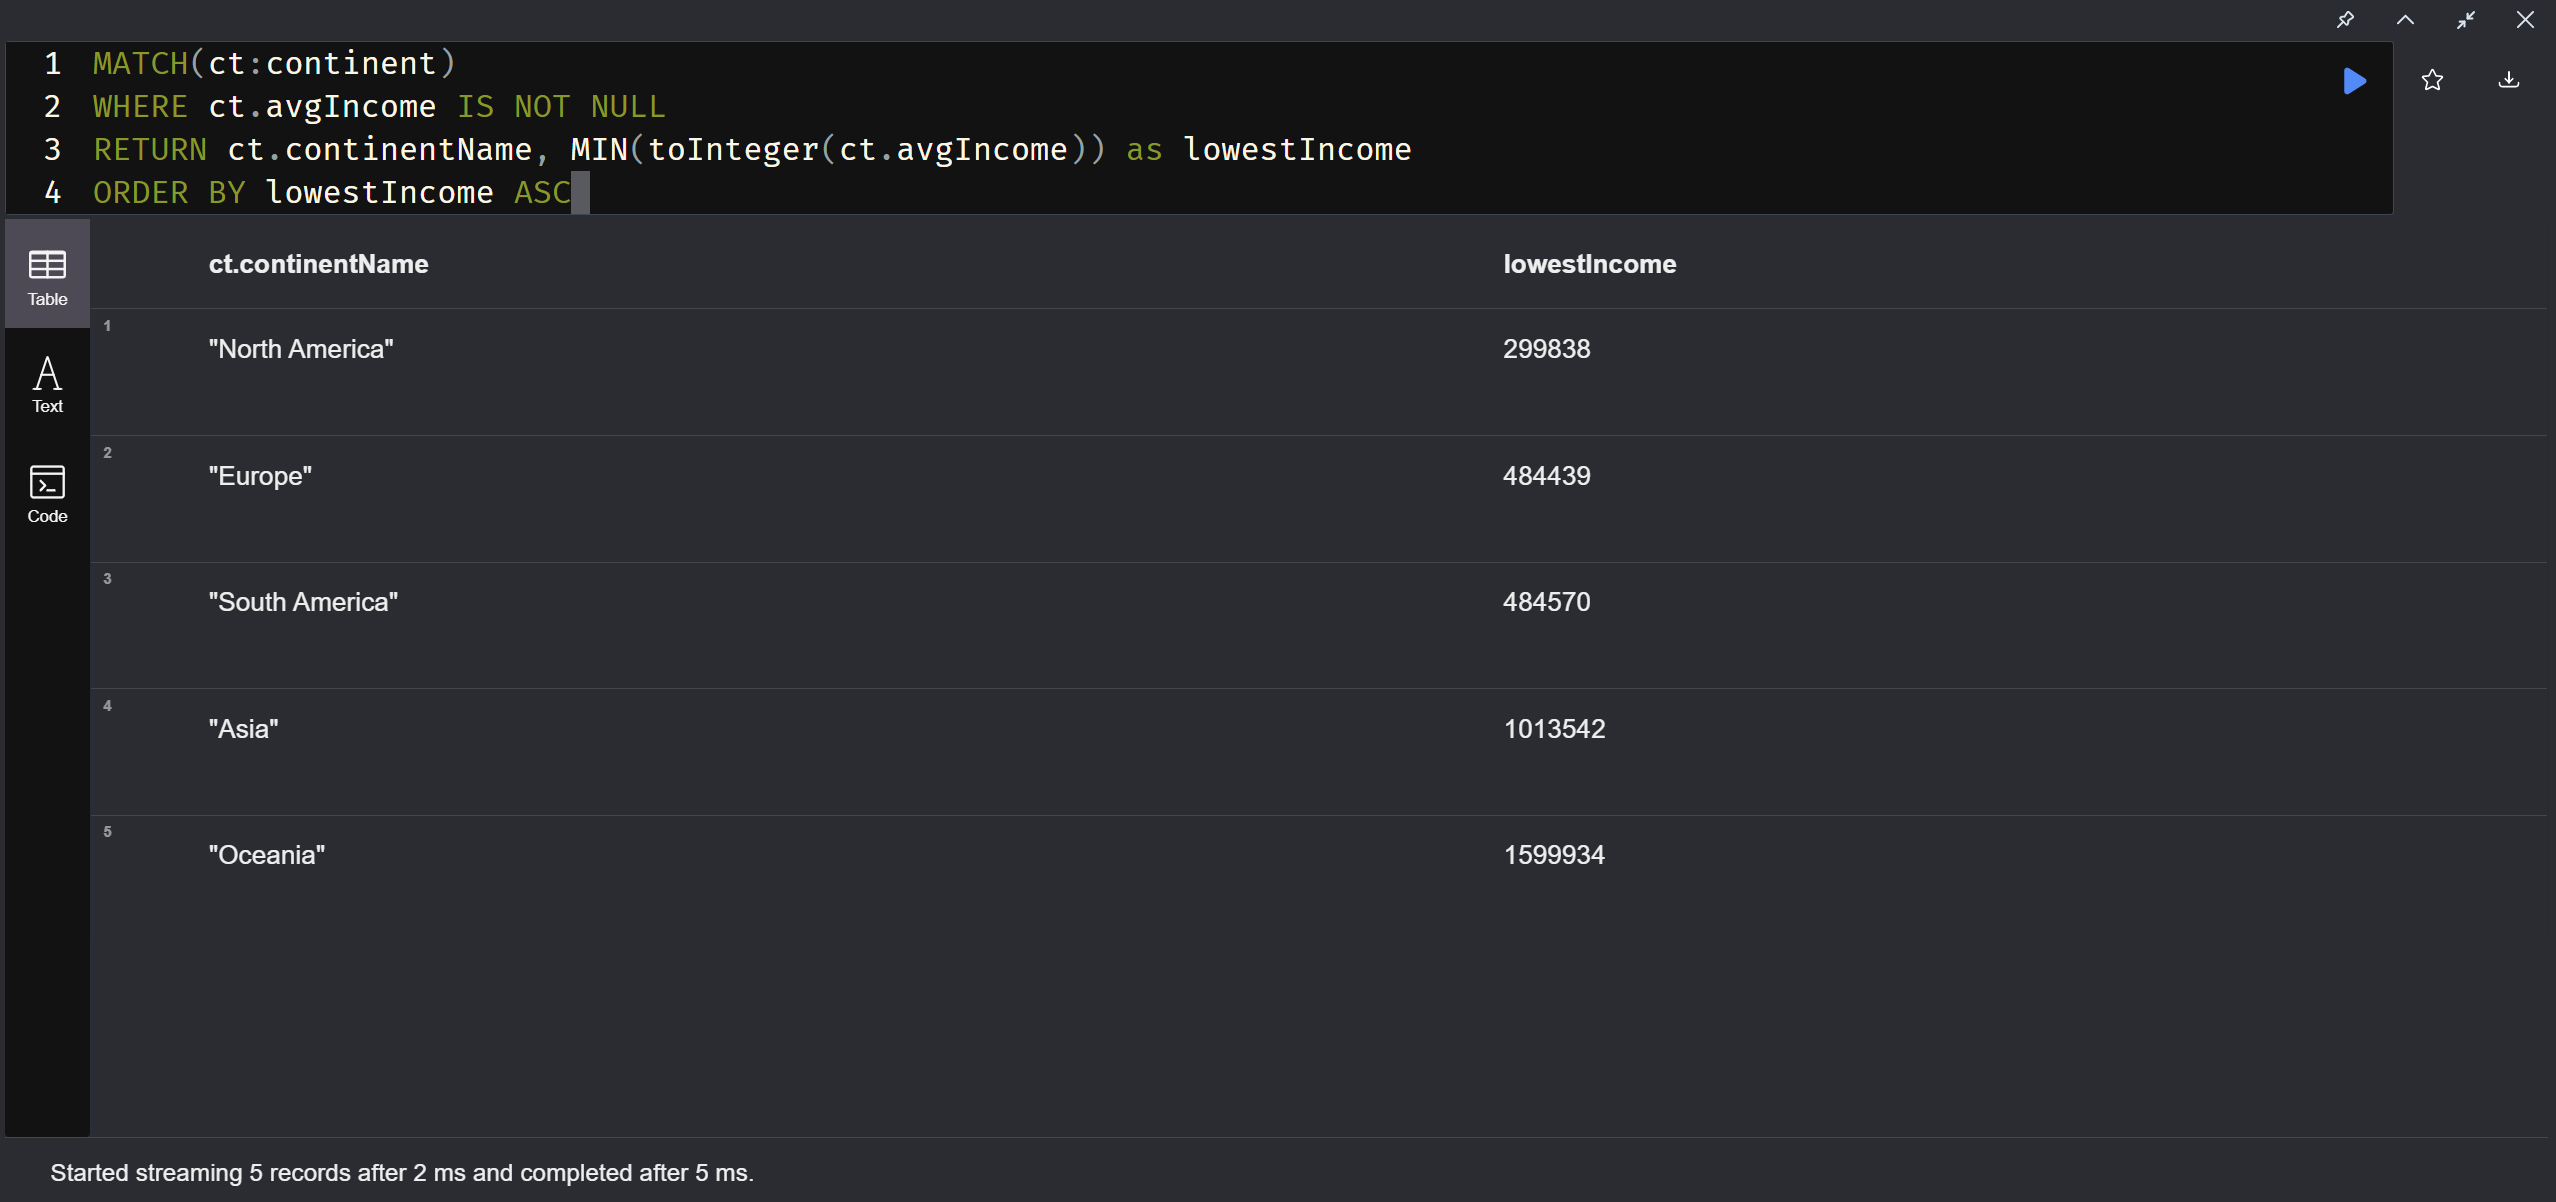 1 MATCH(ct:continent)
2 WHERE ct.avgIncome IS NOT NULL
3 RETURN ct.continentName, MIN(toInteger(ct.avgIncome)) as lowestIncome
4 ORDER BY lowestIncome ASC
Table
Text
Code
ct.continentName lowestIncome
1 "North America" 299838
2 "Europe" 484439
3 "South America" 484570
4 "Asia" 1013542
5 "Oceania" 1599934
Started streaming 5 records after 2 ms and completed after 5 ms.